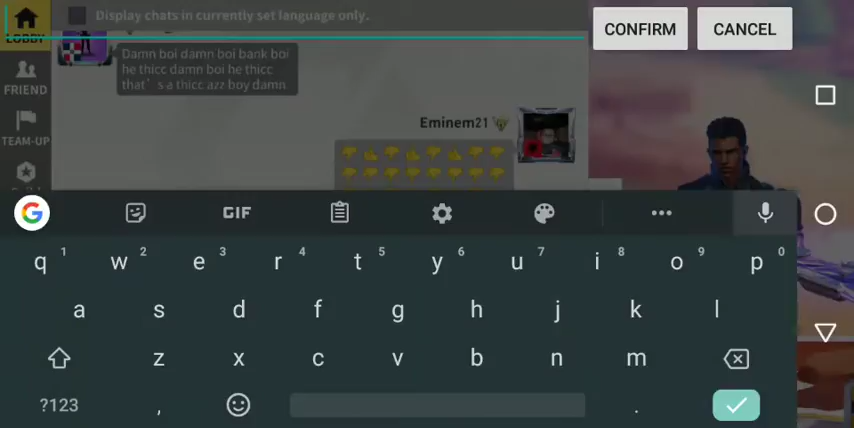 Display chats in currently set language only.
CONFIRM
CANCEL
LOBBY
Damn boi damn boi bank boi
he thicc damn boi he thicc
that's a thicc azz boy damn
FRIEND
Eminem21
TEAM-UP
G
GIF
q 1 w 2 e 3 r 4 t 5 y 6 u 7 i 8 o 9 p 0
a s d f g h j k l
z x c v b n m
?123 , .